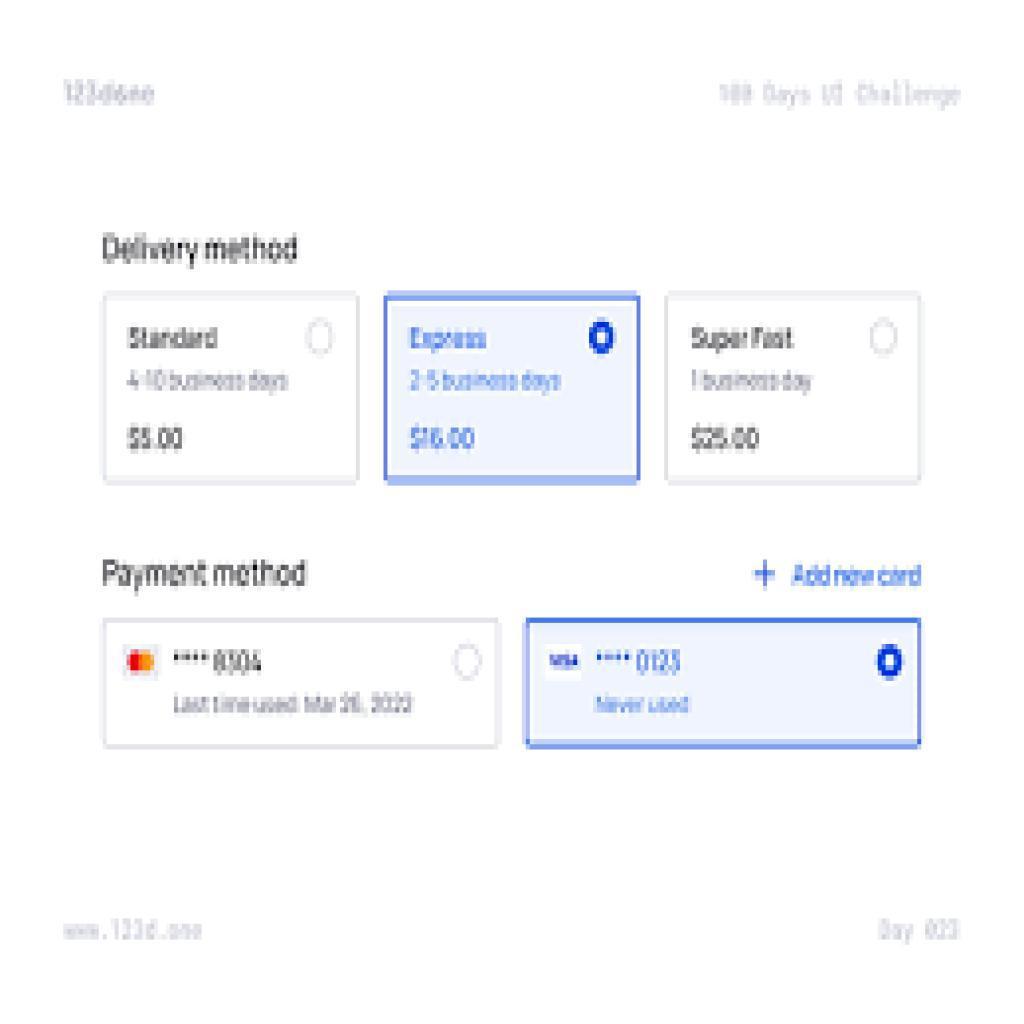 123done
100 Days UI Challenge
Delivery method
Standard
4-10 business days
$5.00
Express
2-5 business days
$16.00
Super Fast
1 business day
$25.00
Payment method
+ Add new card
**** 8304
Last time used: Mar 26, 2022
VISA
**** 0123
Never used
www.123d.one
Day 023